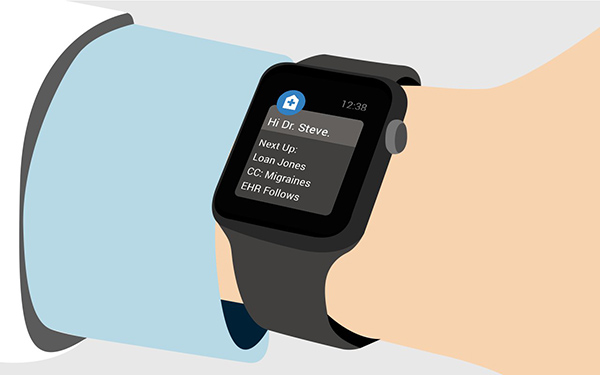 12:38
Hi Dr. Steve.
Next Up:
Loan Jones
CC: Migraines
EHR Follows